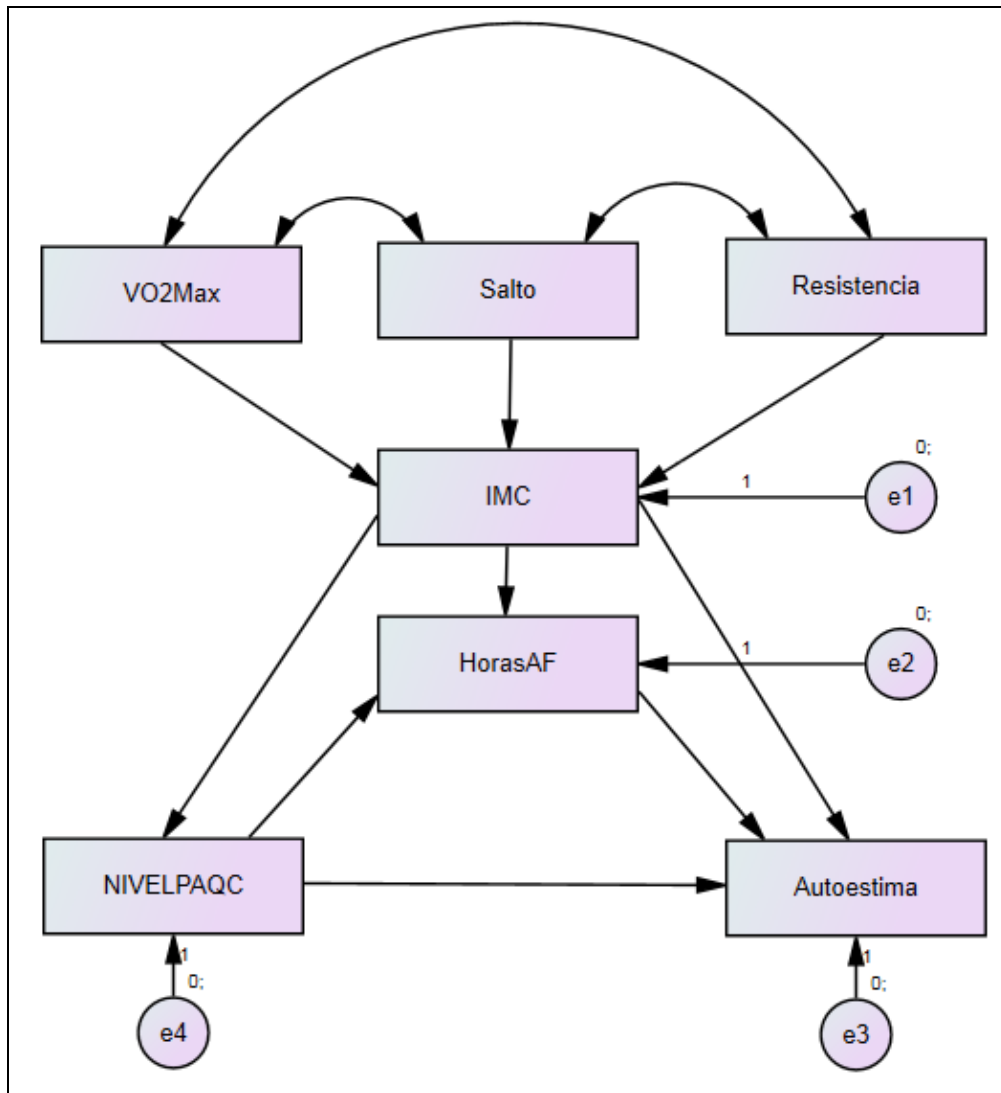 VO2Max
Salto
Resistencia
IMC
1
0;
e1
HorasAF
1
0;
e2
NIVELPAQC
Autoestima
1
0;
e4
1
0;
e3